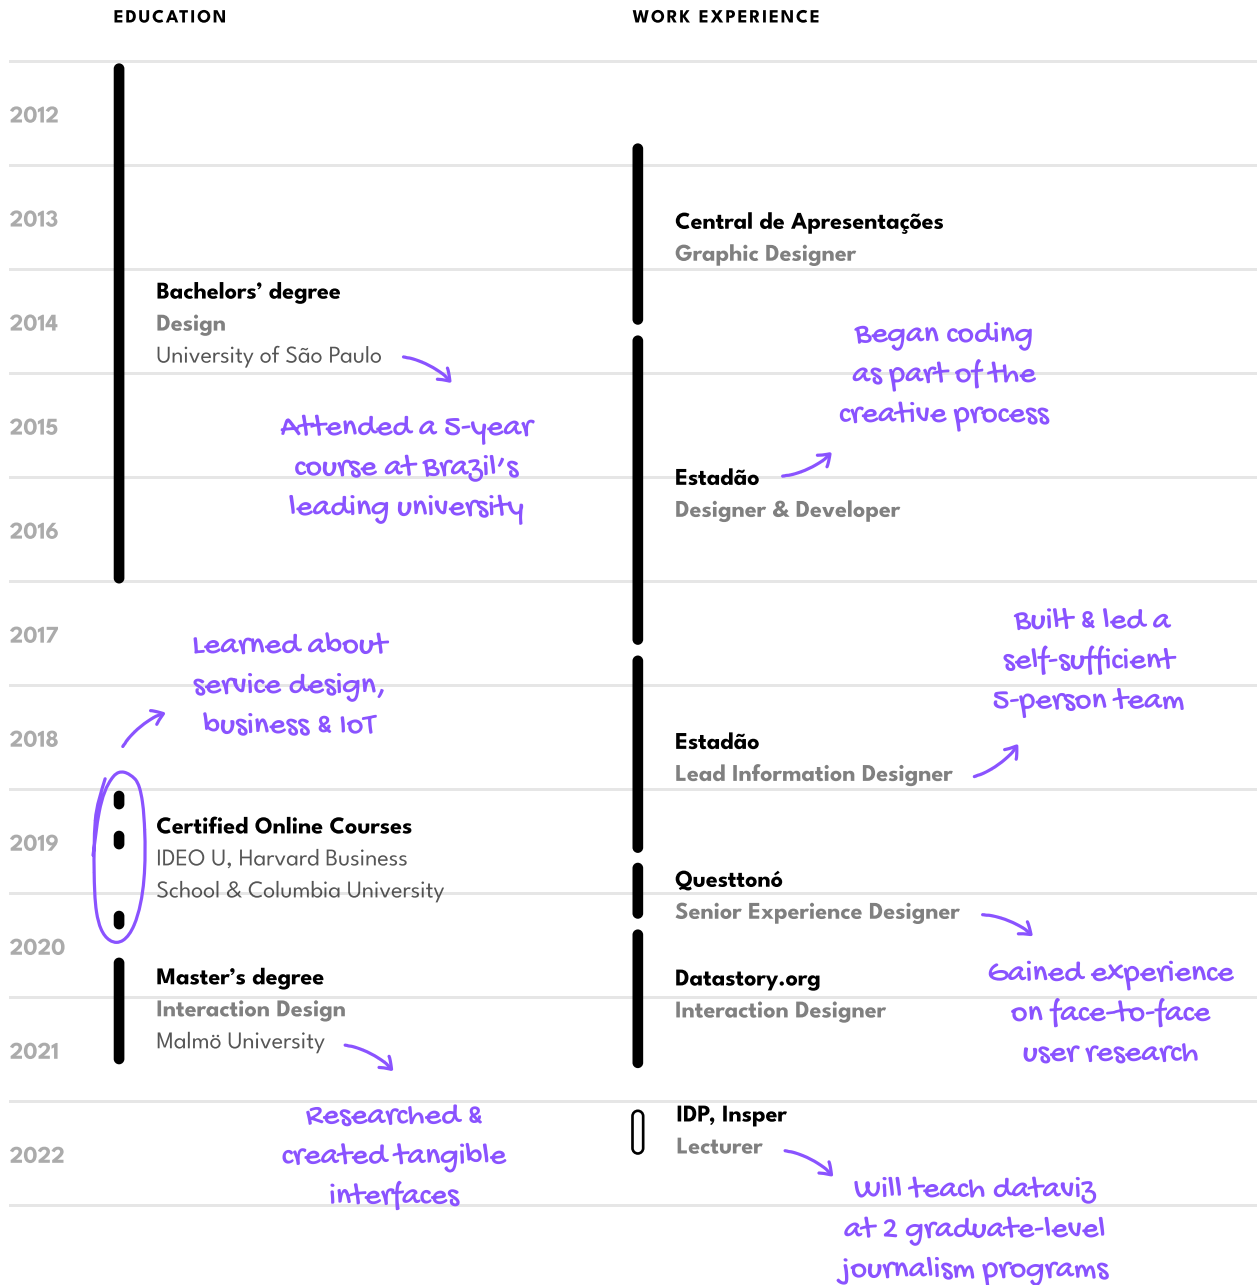 EDUCATION
WORK EXPERIENCE
2012
2013
Central de Apresentações
Graphic Designer
Bachelors’ degree
2014
Design
University of São Paulo
Began coding
as part of the
creative process
2015
Attended a 5-year
course at Brazil’s
leading university
Estadão
Designer & Developer
2016
2017
Learned about
service design,
business & IoT
Built & led a
self-sufficient
5-person team
2018
Estadão
Lead Information Designer
2019
Certified Online Courses
IDEO U, Harvard Business
School & Columbia University
Questtonó
Senior Experience Designer
2020
Master’s degree
Interaction Design
Malmö University
Datastory.org
Interaction Designer
Gained experience
on face-to-face
user research
2021
Researched &
created tangible
interfaces
IDP, Insper
Lecturer
2022
Will teach dataviz
at 2 graduate-level
journalism programs